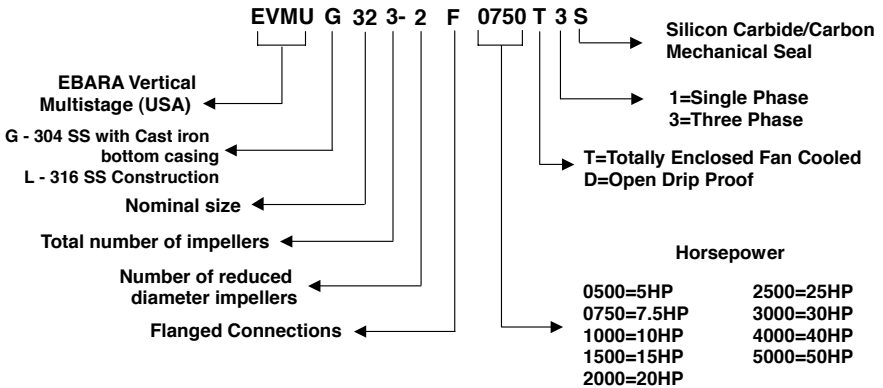 EVMU G 32 3- 2 F 0750 T 3 S
Silicon Carbide/Carbon
Mechanical Seal
EBARA Vertical
Multistage (USA)
1=Single Phase
3=Three Phase
G - 304 SS with Cast iron
bottom casing
L - 316 SS Construction
T=Totally Enclosed Fan Cooled
D=Open Drip Proof
Nominal size
Total number of impellers
Number of reduced
diameter impellers
Flanged Connections
Horsepower
0500=5HP 2500=25HP
0750=7.5HP 3000=30HP
1000=10HP 4000=40HP
1500=15HP 5000=50HP
2000=20HP